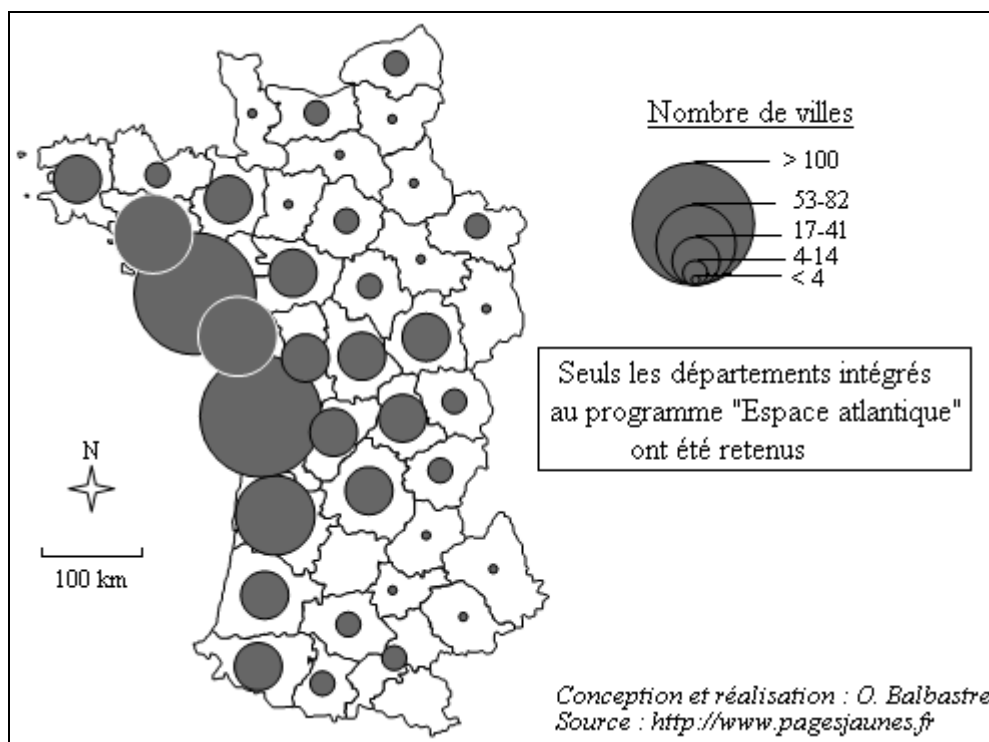 Nombre de villes
> 100
53-82
17-41
4-14
< 4
Seuls les départements intégrés
au programme "Espace atlantique"
ont été retenus
N
100 km
Conception et réalisation : O. Balbastre
Source : http://www.pagesjaunes.fr